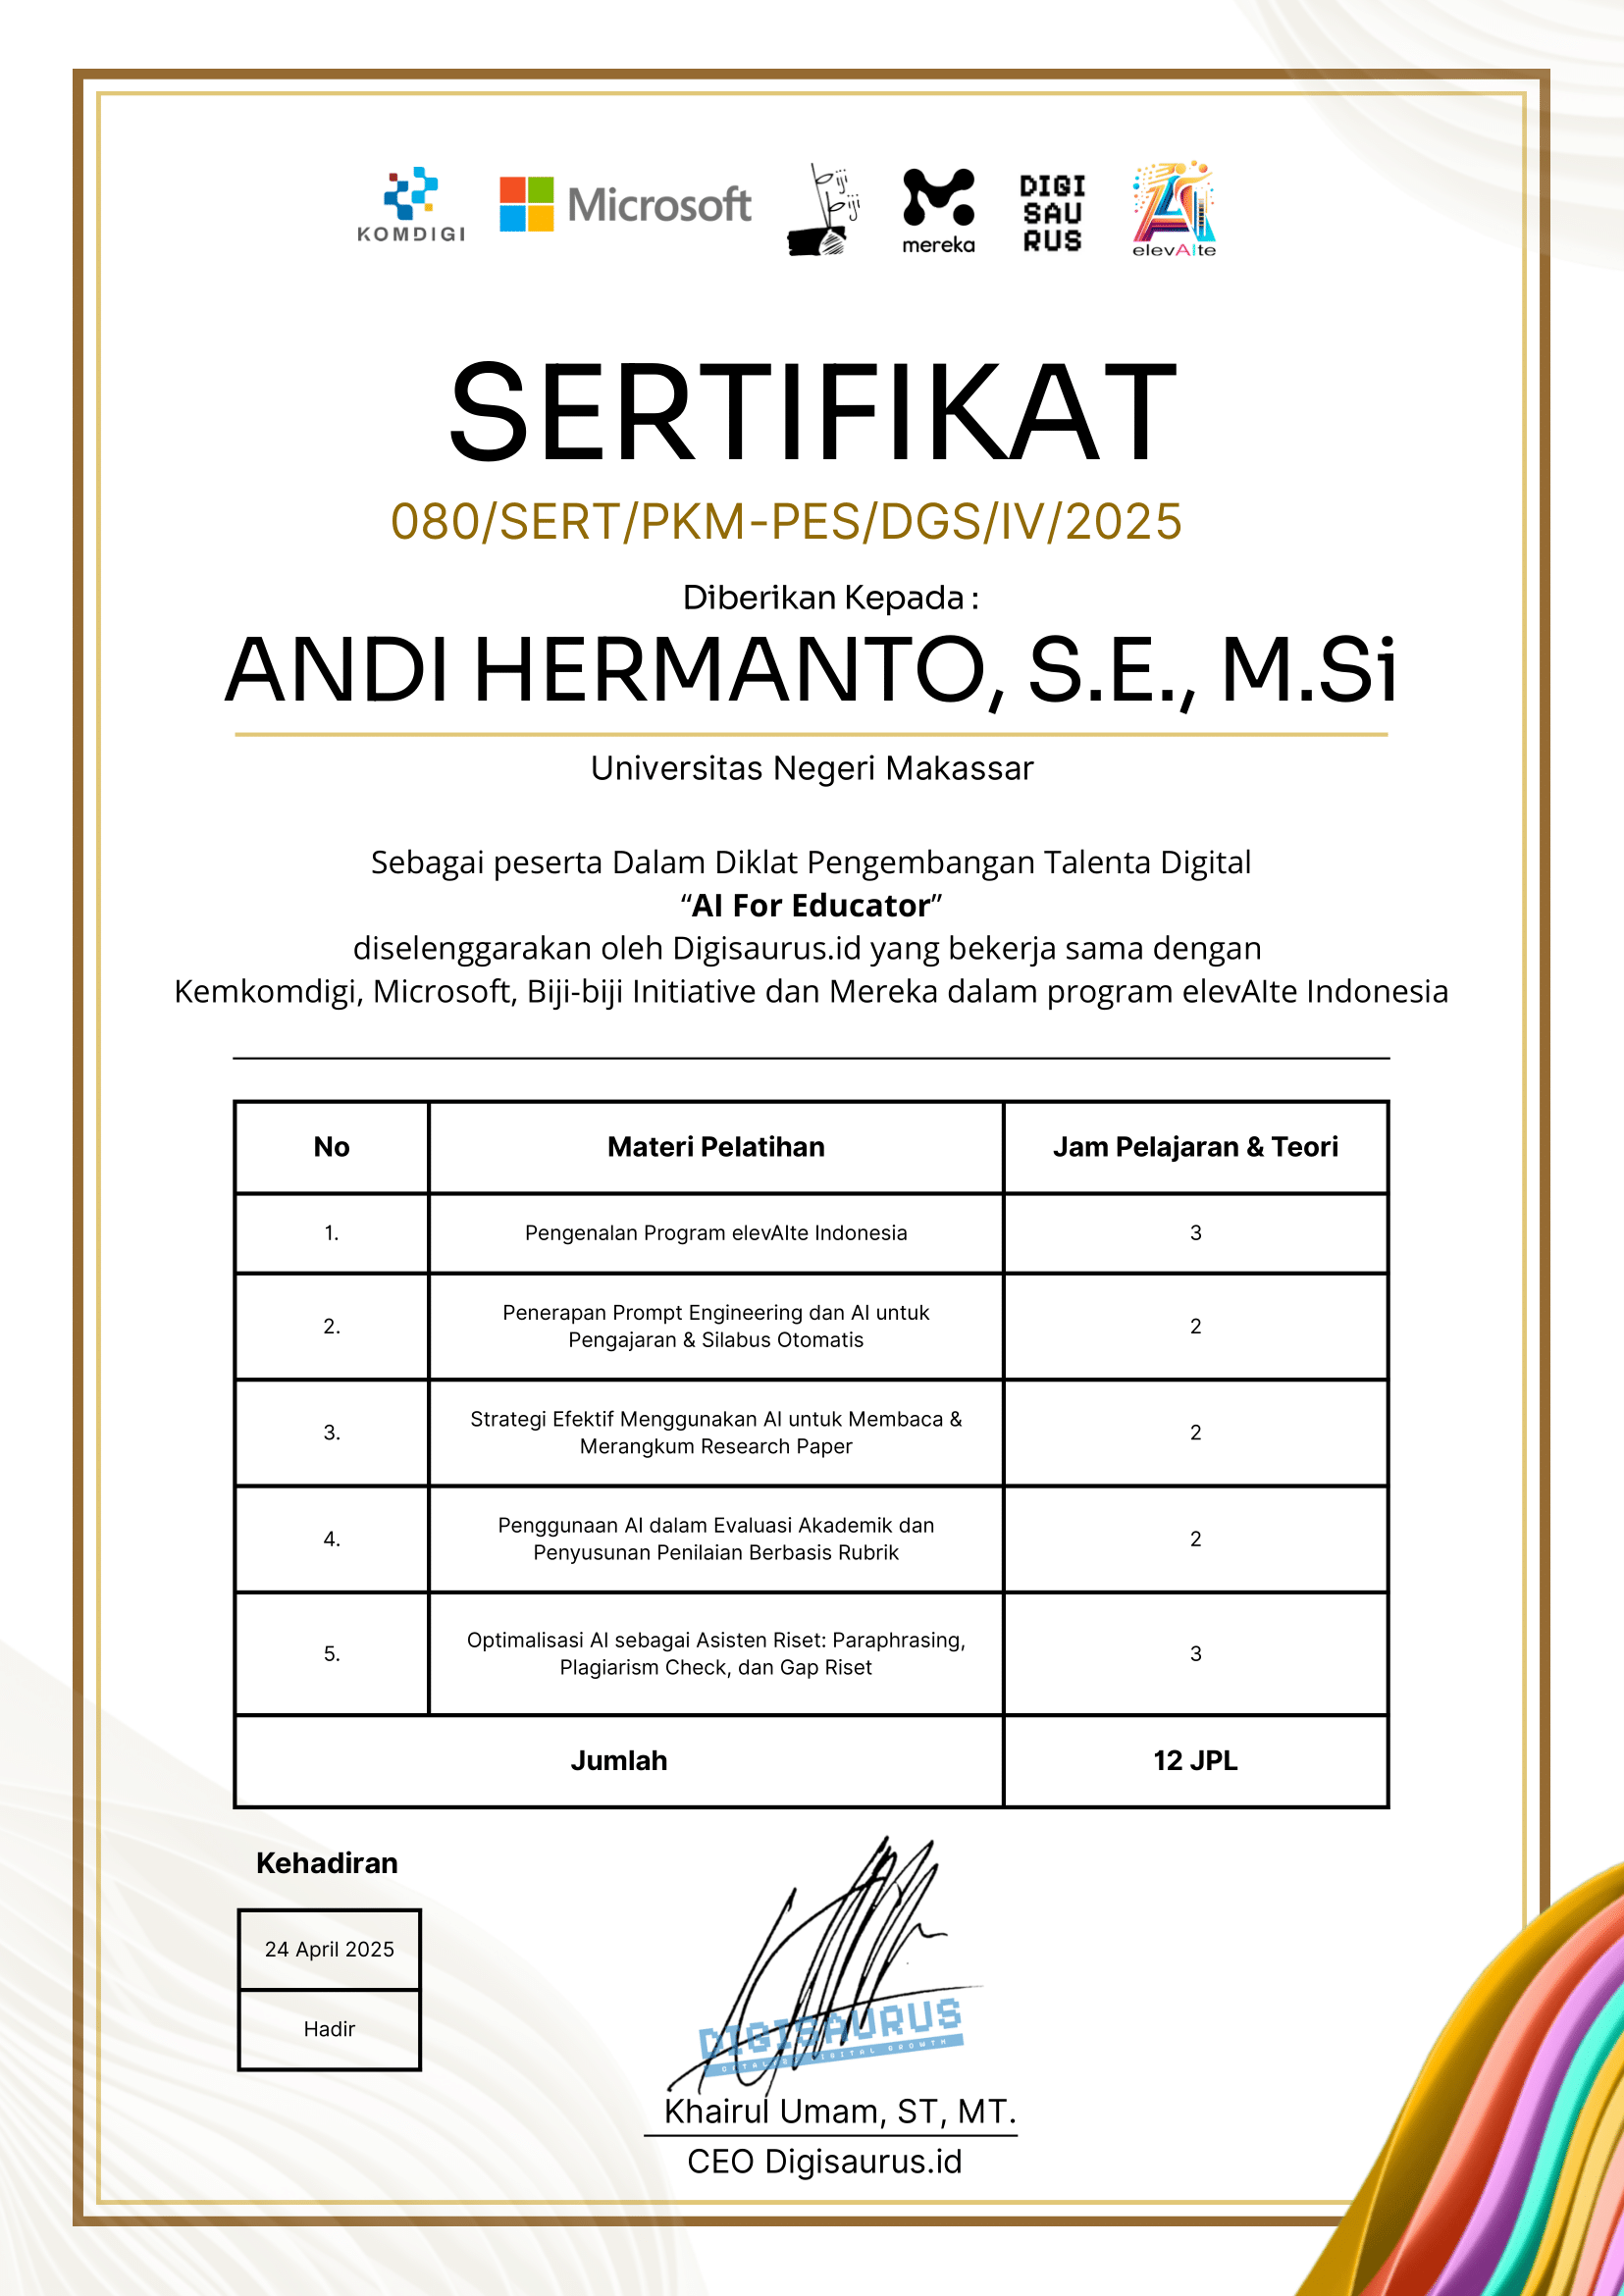 KOMDIGI
Microsoft
biji
biji
mereka
DIGI
SAU
RUS
elevAIte
SERTIFIKAT
080/SERT/PKM-PES/DGS/IV/2025
Diberikan Kepada :
ANDI HERMANTO, S.E., M.Si
Universitas Negeri Makassar
Sebagai peserta Dalam Diklat Pengembangan Talenta Digital
“AI For Educator”
diselenggarakan oleh Digisaurus.id yang bekerja sama dengan
Kemkomdigi, Microsoft, Biji-biji Initiative dan Mereka dalam program elevAIte Indonesia
No Materi Pelatihan Jam Pelajaran & Teori
1. Pengenalan Program elevAIte Indonesia 3
2. Penerapan Prompt Engineering dan AI untuk
Pengajaran & Silabus Otomatis 2
3. Strategi Efektif Menggunakan AI untuk Membaca &
Merangkum Research Paper 2
4. Penggunaan AI dalam Evaluasi Akademik dan
Penyusunan Penilaian Berbasis Rubrik 2
5. Optimalisasi AI sebagai Asisten Riset: Paraphrasing,
Plagiarism Check, dan Gap Riset 3
Jumlah 12 JPL
Kehadiran
24 April 2025
Hadir
DIGISAURUS
DIGITAL GROWTH
Khairul Umam, ST, MT.
CEO Digisaurus.id